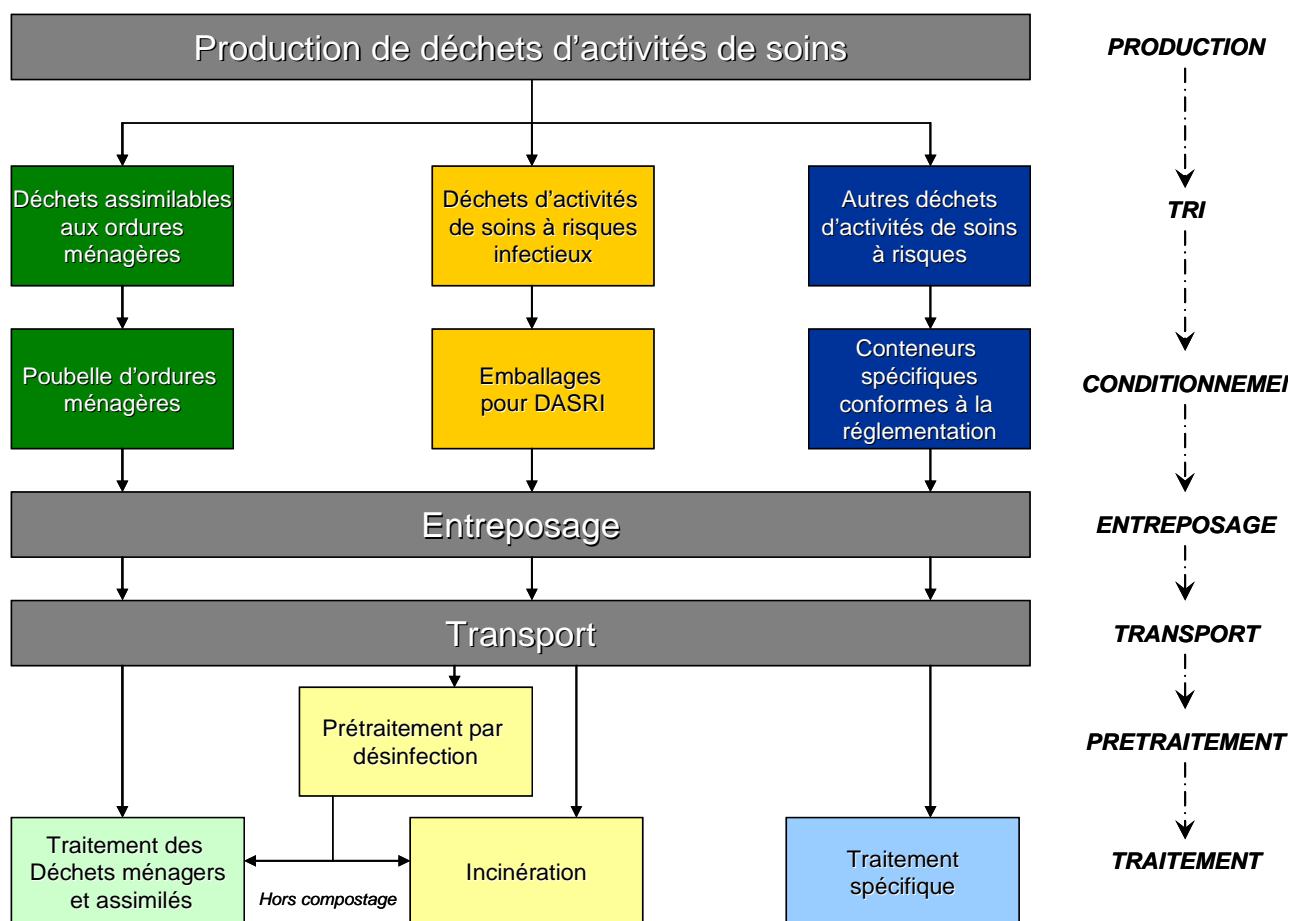 Production de déchets d'activités de soins
PRODUCTION
Déchets assimilables
aux ordures
ménagères
Déchets d'activités
de soins à risques
infectieux
Autres déchets
d'activités de soins
à risques
TRI
Poubelle d'ordures
ménagères
Emballages
pour DASRI
Conteneurs
spécifiques
conformes à la
réglementation
CONDITIONNEMEI
Entreposage
ENTREPOSAGE
Transport
TRANSPORT
Prétraitement par
désinfection
PRETRAITEMENT
Traitement des
Déchets ménagers
et assimilés
Hors compostage
Incinération
Traitement
spécifique
TRAITEMENT